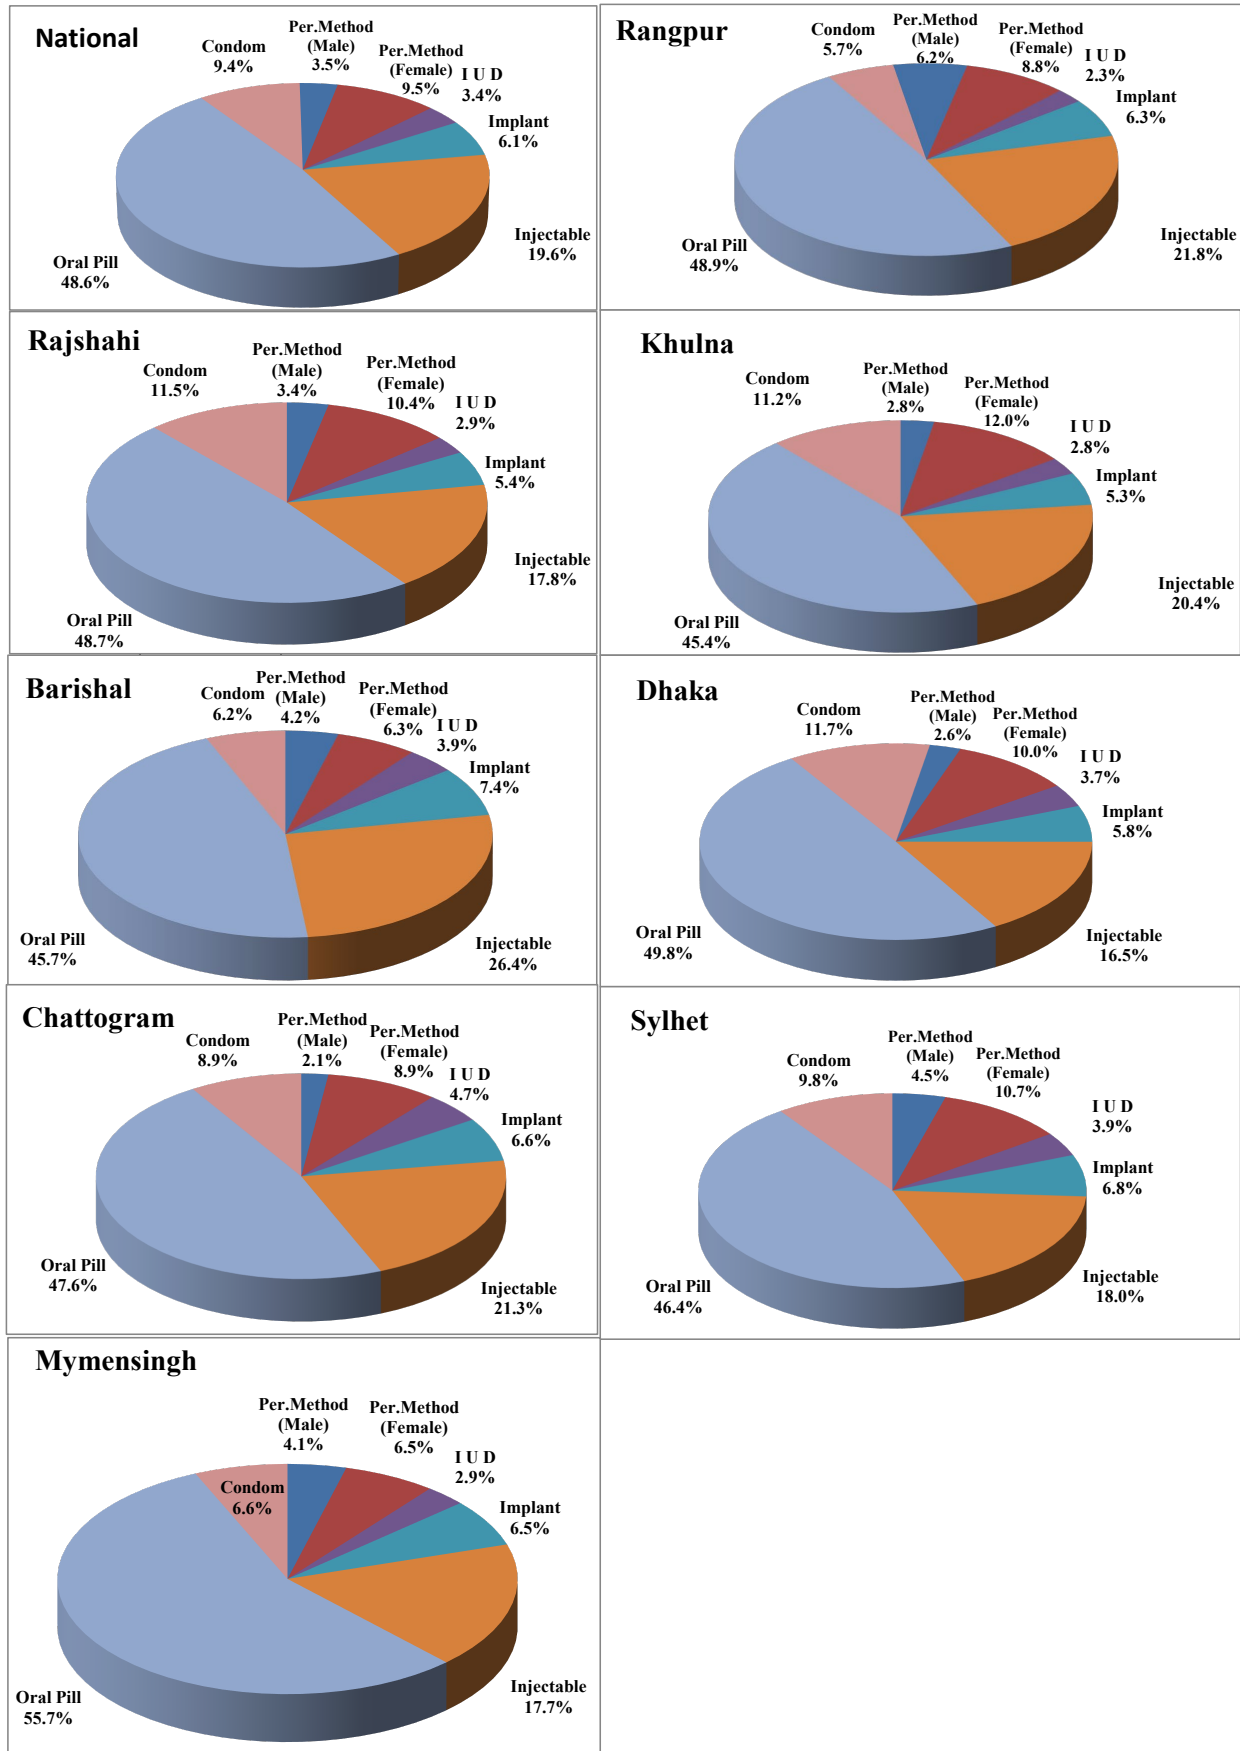 National
Condom
9.4%
Per.Method
(Male)
3.5%
Per.Method
(Female)
9.5%
I U D
3.4%
Implant
6.1%
Injectable
19.6%
Oral Pill
48.6%
Rangpur
Condom
5.7%
Per.Method
(Male)
6.2%
Per.Method
(Female)
8.8%
I U D
2.3%
Implant
6.3%
Injectable
21.8%
Oral Pill
48.9%
Rajshahi
Condom
11.5%
Per.Method
(Male)
3.4%
Per.Method
(Female)
10.4%
I U D
2.9%
Implant
5.4%
Injectable
17.8%
Oral Pill
48.7%
Khulna
Condom
11.2%
Per.Method
(Male)
2.8%
Per.Method
(Female)
12.0%
I U D
2.8%
Implant
5.3%
Injectable
20.4%
Oral Pill
45.4%
Barishal
Condom
6.2%
Per.Method
(Male)
4.2%
Per.Method
(Female)
6.3%
I U D
3.9%
Implant
7.4%
Injectable
26.4%
Oral Pill
45.7%
Dhaka
Condom
11.7%
Per.Method
(Male)
2.6%
Per.Method
(Female)
10.0%
I U D
3.7%
Implant
5.8%
Injectable
16.5%
Oral Pill
49.8%
Chattogram
Condom
8.9%
Per.Method
(Male)
2.1%
Per.Method
(Female)
8.9%
I U D
4.7%
Implant
6.6%
Injectable
21.3%
Oral Pill
47.6%
Sylhet
Condom
9.8%
Per.Method
(Male)
4.5%
Per.Method
(Female)
10.7%
I U D
3.9%
Implant
6.8%
Injectable
18.0%
Oral Pill
46.4%
Mymensingh
Per.Method
(Male)
4.1%
Per.Method
(Female)
6.5%
I U D
2.9%
Condom
6.6%
Implant
6.5%
Injectable
17.7%
Oral Pill
55.7%